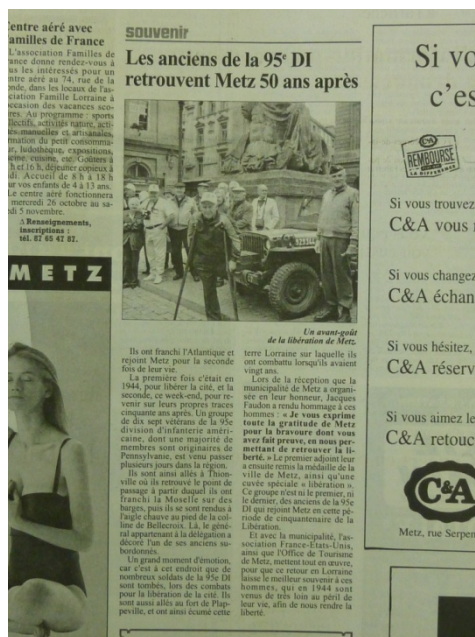 Centre aéré avec
Familles de France
L'association Familles de
France donne rendez-vous à
tous les intéressés pour un
centre aéré au 74, rue de la
Ronde, dans les locaux de l'as-
sociation Famille Lorraine à
l'occasion des vacances sco-
laires. Au programme : sports
collectifs, activités nature, acti-
vités manuelles et artisanales,
formation du petit consomma-
teur, ludothèque, expositions,
piscine, cuisine, etc. Goûters à
h et 16 h, déjeuner copieux à
midi. Accueil de 8 h à 18 h
pour vos enfants de 4 à 13 ans.
Le centre aéré fonctionnera
mercredi 26 octobre au sa-
medi 5 novembre.
Δ Renseignements,
inscriptions :
tél. 87 65 47 82.
METZ
souvenir
Les anciens de la 95e DI
retrouvent Metz 50 ans après
Un avant-goût
de la libération de Metz.
Ils ont franchi l'Atlantique et
rejoint Metz pour la seconde
fois de leur vie.
La première fois c'était en
1944, pour libérer la cité, et la
seconde, ce week-end, pour re-
venir sur leurs propres traces
cinquante ans après. Un groupe
de dix sept vétérans de la 95e
division d'infanterie améri-
caine, dont une majorité de
membres sont originaires de
Pennsylvanie, est venu passer
plusieurs jours dans la région.
Ils sont ainsi allés à Thion-
ville où ils retrouvé le point de
passage à partir duquel ils ont
franchi la Moselle sur des
barges, puis ils se sont rendus à
l'aigle chauve au pied de la col-
line de Bellecroix. Là, le géné-
ral appartenant à la délégation a
décoré l'un de ses anciens su-
bordonnés.
Un grand moment d'émotion,
car c'est à cet endroit que de
nombreux soldats de la 95e DI
sont tombés, lors des combats
pour la libération de la cité. Ils
sont aussi allés au fort de Plap-
peville, et ont ainsi écumé cette
terre Lorraine sur laquelle ils
ont combattu lorsqu'ils avaient
vingt ans.
Lors de la réception que la
municipalité de Metz a organi-
sée en leur honneur, Jacques
Faudon a rendu hommage à ces
hommes : « Je vous exprime
toute la gratitude de Metz
pour la bravoure dont vous
avez fait preuve, en nous per-
mettant de retrouver la li-
berté. » Le premier adjoint leur
a ensuite remis la médaille de la
ville de Metz, ainsi qu'une
cuvée spéciale « libération ».
Ce groupe n'est ni le premier, ni
le dernier, des anciens de la 95e
DI qui rejoint Metz en cette pé-
riode de cinquantenaire de la
Libération.
Et avec la municipalité, l'as-
sociation France-Etats-Unis,
ainsi que l'Office de Tourisme
de Metz, mettent tout en œuvre,
pour que ce retour en Lorraine
laisse le meilleur souvenir à ces
hommes, qui en 1944 sont
venus de très loin au péril de
leur vie, afin de nous rendre la
liberté.
Si vo
c'es
C&A
REMBOURSE
LA DIFFERENCE
Si vous trouvez
C&A vous r
Si vous changez
C&A échan
Si vous hésitez,
C&A réserv
Si vous aimez le
C&A retouc
C&A
Metz, rue Serpen